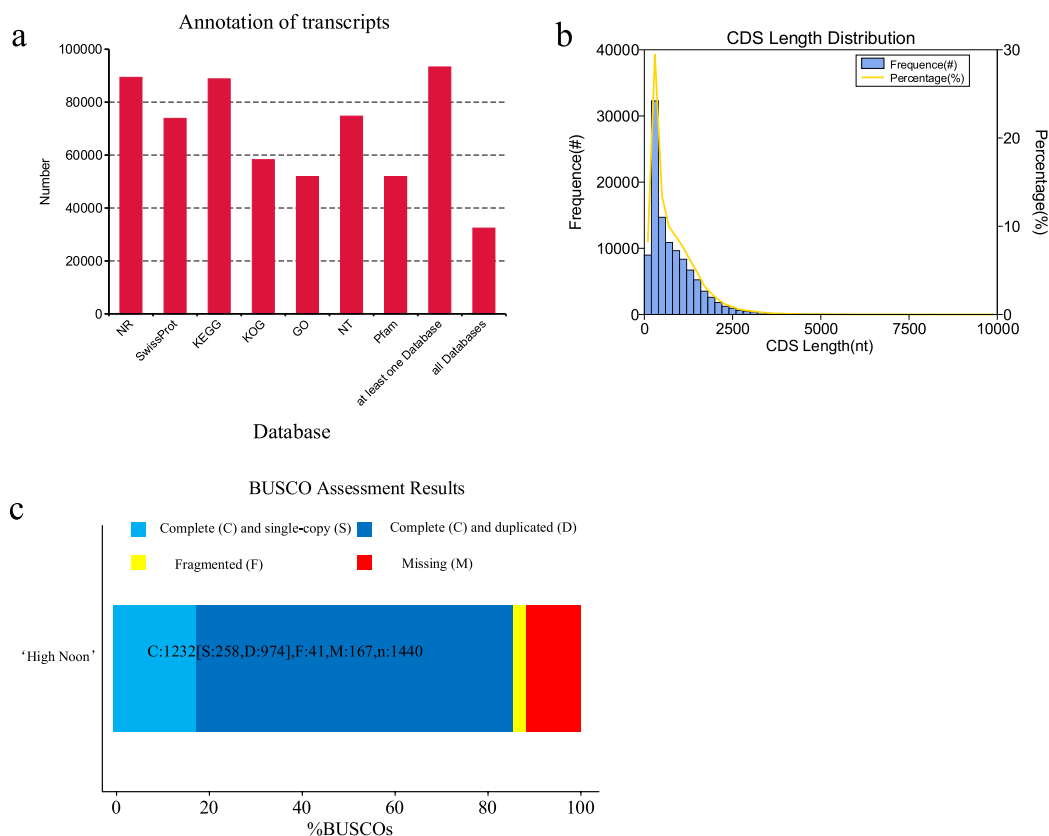 a
Annotation of transcripts
100000
80000
60000
40000
20000
0
Number
NR
SwissProt
KEGG
KOG
GO
NT
Pfam
at least one Database
all Databases
Database
b
CDS Length Distribution
Frequence(#)
Percentage(%)
40000
30000
20000
10000
0
Frequence(#)
30
20
10
0
Percentage(%)
0 2500 5000 7500 10000
CDS Length(nt)
c
BUSCO Assessment Results
Complete (C) and single-copy (S)
Complete (C) and duplicated (D)
Fragmented (F)
Missing (M)
‘High Noon’
C:1232[S:258,D:974],F:41,M:167,n:1440
0 20 40 60 80 100
%BUSCOs